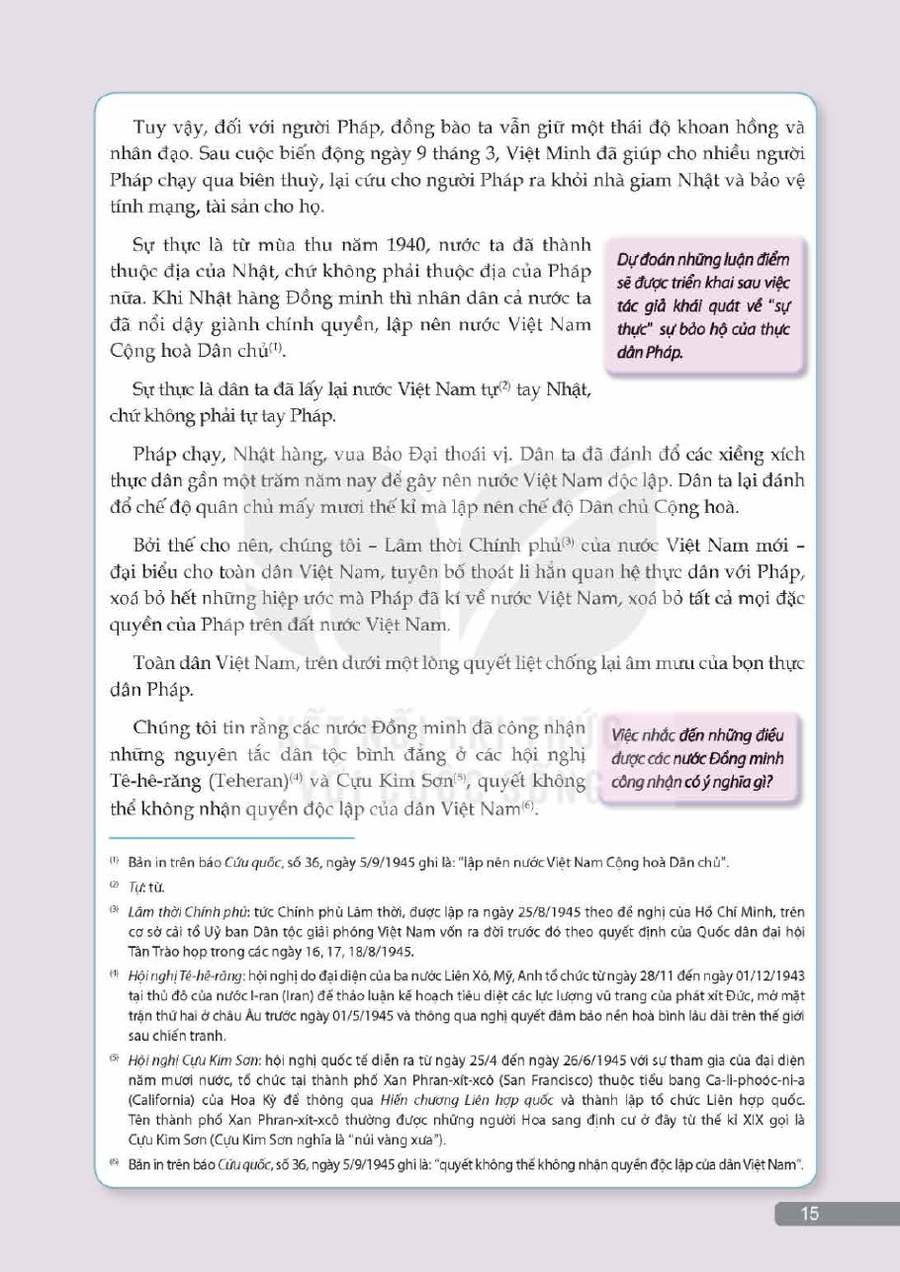 Tuy vậy, đối với người Pháp, đồng bào ta vẫn giữ một thái độ khoan hồng và
nhân đạo. Sau cuộc biến động ngày 9 tháng 3, Việt Minh đã giúp cho nhiều người
Pháp chạy qua biên thuỳ, lại cứu cho người Pháp ra khỏi nhà giam Nhật và bảo vệ
tính mạng, tài sản cho họ.
Sự thực là từ mùa thu năm 1940, nước ta đã thành
thuộc địa của Nhật, chứ không phải thuộc địa của Pháp
nữa. Khi Nhật hàng Đồng minh thì nhân dân cả nước ta
đã nổi dậy giành chính quyền, lập nên nước Việt Nam
Cộng hoà Dân chủ(1).
Dự đoán những luận điểm
sẽ được triển khai sau việc
tác giả khái quát về "sự
thực" sự bảo hộ của thực
dân Pháp.
Sự thực là dân ta đã lấy lại nước Việt Nam tự(2) tay Nhật,
chứ không phải tự tay Pháp.
Pháp chạy, Nhật hàng, vua Bảo Đại thoái vị. Dân ta đã đánh đổ các xiềng xích
thực dân gần một trăm năm nay để gây nên nước Việt Nam độc lập. Dân ta lại đánh
đổ chế độ quân chủ mấy mươi thế kỉ mà lập nên chế độ Dân chủ Cộng hoà.
Bởi thế cho nên, chúng tôi – Lâm thời Chính phủ(3) của nước Việt Nam mới –
đại biểu cho toàn dân Việt Nam, tuyên bố thoát li hẳn quan hệ thực dân với Pháp,
xoá bỏ hết những hiệp ước mà Pháp đã kí về nước Việt Nam, xoá bỏ tất cả mọi đặc
quyền của Pháp trên đất nước Việt Nam.
Toàn dân Việt Nam, trên dưới một lòng quyết liệt chống lại âm mưu của bọn thực
dân Pháp.
Chúng tôi tin rằng các nước Đồng minh đã công nhận
những nguyên tắc dân tộc bình đẳng ở các hội nghị
Tê-hê-răng (Teheran)(4) và Cựu Kim Sơn(5), quyết không
thể không nhận quyền độc lập của dân Việt Nam(6).
Việc nhắc đến những điều
được các nước Đồng minh
công nhận có ý nghĩa gì?
KẾT NỐI TRI THỨC
VỚI CUỘC SỐNG
(1) Bản in trên báo Cứu quốc, số 36, ngày 5/9/1945 ghi là: "lập nên nước Việt Nam Cộng hoà Dân chủ".
(2) Tự: từ.
(3) Lâm thời Chính phủ: tức Chính phủ Lâm thời, được lập ra ngày 25/8/1945 theo đề nghị của Hồ Chí Minh, trên
cơ sở cải tổ Uỷ ban Dân tộc giải phóng Việt Nam vốn ra đời trước đó theo quyết định của Quốc dân đại hội
Tân Trào họp trong các ngày 16, 17, 18/8/1945.
(4) Hội nghị Tê-hê-răng: hội nghị do đại diện của ba nước Liên Xô, Mỹ, Anh tổ chức từ ngày 28/11 đến ngày 01/12/1943
tại thủ đô của nước I-ran (Iran) để thảo luận kế hoạch tiêu diệt các lực lượng vũ trang của phát xít Đức, mở mặt
trận thứ hai ở châu Âu trước ngày 01/5/1945 và thông qua nghị quyết đảm bảo nền hoà bình lâu dài trên thế giới
sau chiến tranh.
(5) Hội nghị Cựu Kim Sơn: hội nghị quốc tế diễn ra từ ngày 25/4 đến ngày 26/6/1945 với sự tham gia của đại diện
năm mươi nước, tổ chức tại thành phố Xan Phran-xít-xcô (San Francisco) thuộc tiểu bang Ca-li-phoóc-ni-a
(California) của Hoa Kỳ để thông qua Hiến chương Liên hợp quốc và thành lập tổ chức Liên hợp quốc.
Tên thành phố Xan Phran-xít-xcô thường được những người Hoa sang định cư ở đây từ thế kỉ XIX gọi là
Cựu Kim Sơn (Cựu Kim Sơn nghĩa là "núi vàng xưa").
(6) Bản in trên báo Cứu quốc, số 36, ngày 5/9/1945 ghi là: "quyết không thể không nhận quyền độc lập của dân Việt Nam".
15